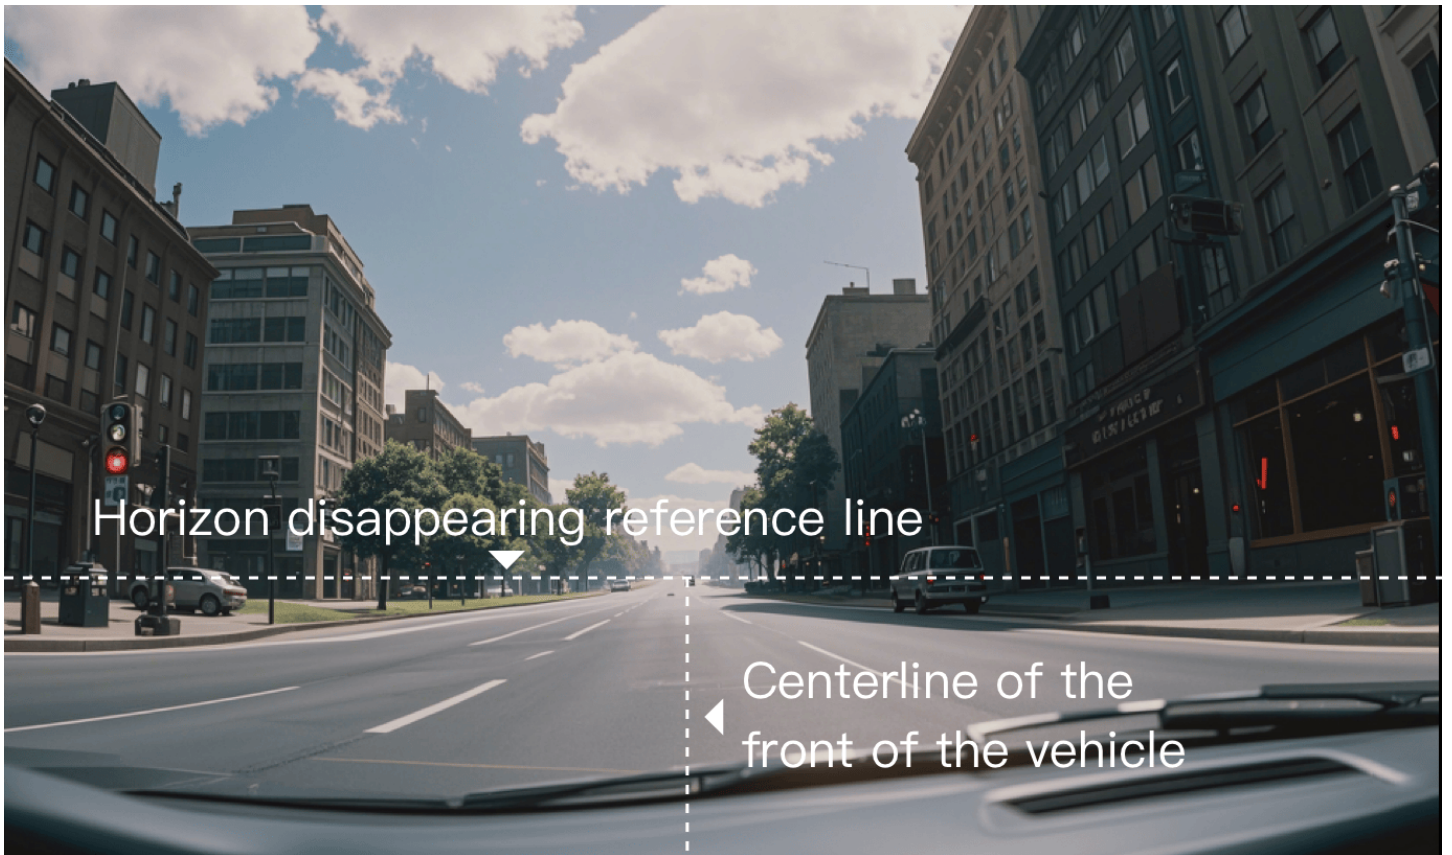 Horizon disappearing reference line
Centerline of the
front of the vehicle